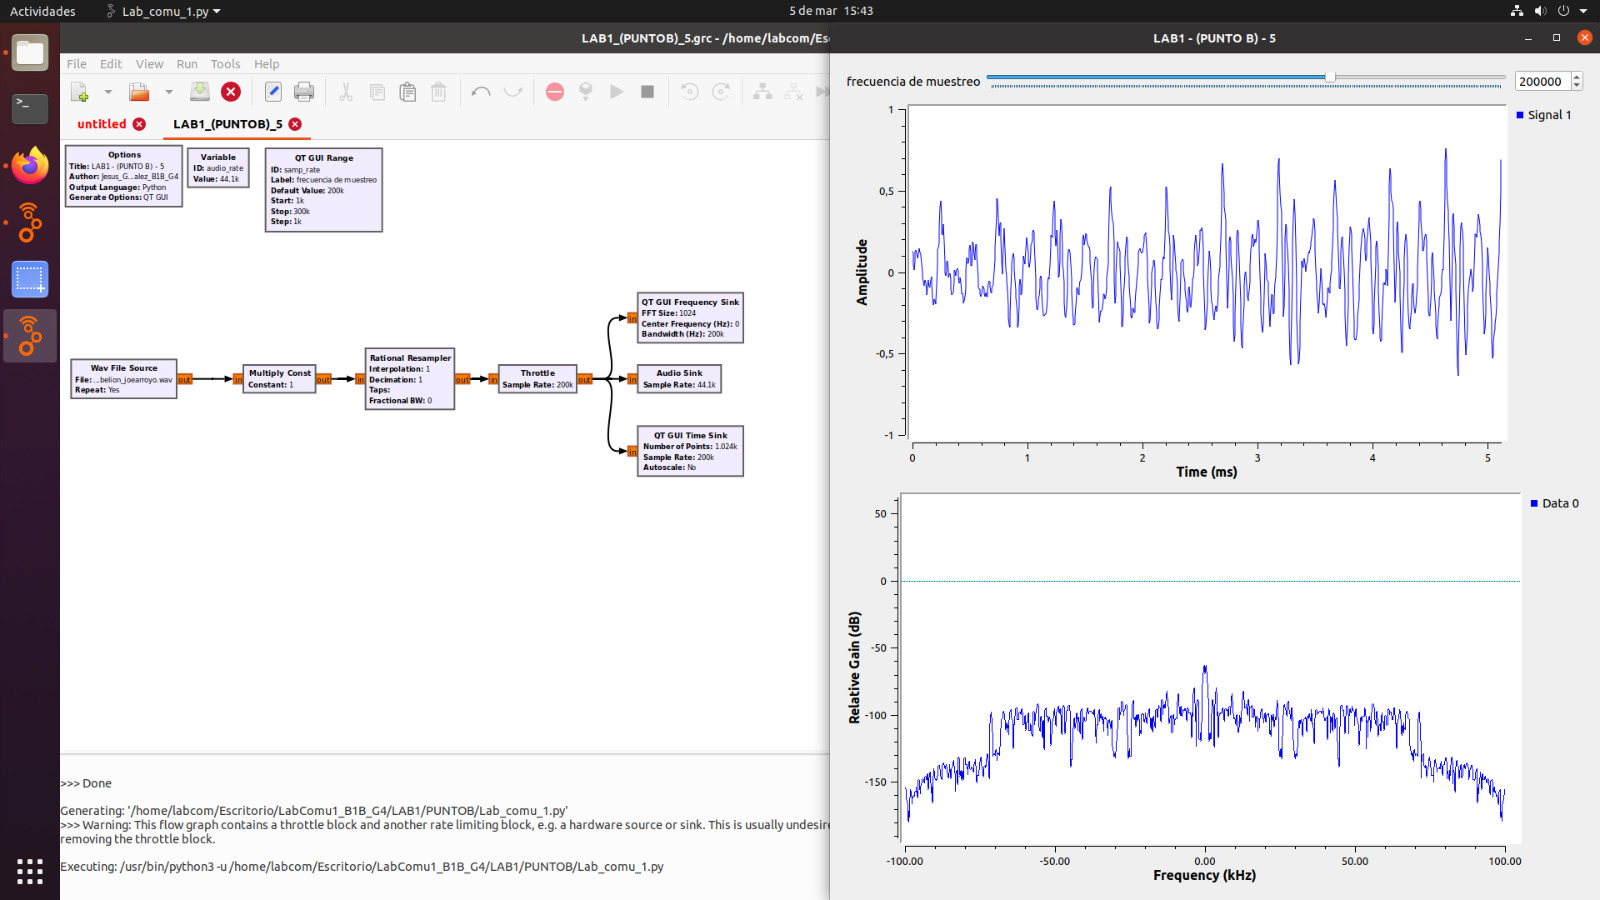 Actividades
Lab_comu_1.py
5 de mar 15:43
LAB1_(PUNTOB)_5.grc - /home/labcom/Es
File Edit View Run Tools Help
untitled
LAB1_(PUNTOB)_5
Options
Title: LAB1 - (PUNTO B) - 5
Author: Jesus_G...alez_B1B_G4
Output Language: Python
Generate Options: QT GUI
Variable
ID: audio_rate
Value: 44.1k
QT GUI Range
ID: samp_rate
Label: frecuencia de muestreo
Default Value: 200k
Start: 1k
Stop: 300k
Step: 1k
Wav File Source
File: ...belion_joearroyo.wav
Repeat: Yes
out
in
Multiply Const
Constant: 1
out
in
Rational Resampler
Interpolation: 1
Decimation: 1
Taps:
Fractional BW: 0
out
in
Throttle
Sample Rate: 200k
out
in
QT GUI Frequency Sink
FFT Size: 1024
Center Frequency (Hz): 0
Bandwidth (Hz): 200k
in
Audio Sink
Sample Rate: 44.1k
in
QT GUI Time Sink
Number of Points: 1.024k
Sample Rate: 200k
Autoscale: No
>>> Done
Generating: '/home/labcom/Escritorio/LabComu1_B1B_G4/LAB1/PUNTOB/Lab_comu_1.py'
>>> Warning: This flow graph contains a throttle block and another rate limiting block, e.g. a hardware source or sink. This is usually undesire
removing the throttle block.
Executing: /usr/bin/python3 -u /home/labcom/Escritorio/LabComu1_B1B_G4/LAB1/PUNTOB/Lab_comu_1.py
LAB1 - (PUNTO B) - 5
frecuencia de muestreo
200000
Signal 1
Amplitude
1
0,5
0
-0,5
-1
0 1 2 3 4 5
Time (ms)
Data 0
Relative Gain (dB)
50
0
-50
-100
-150
-100.00 -50.00 0.00 50.00 100.00
Frequency (kHz)